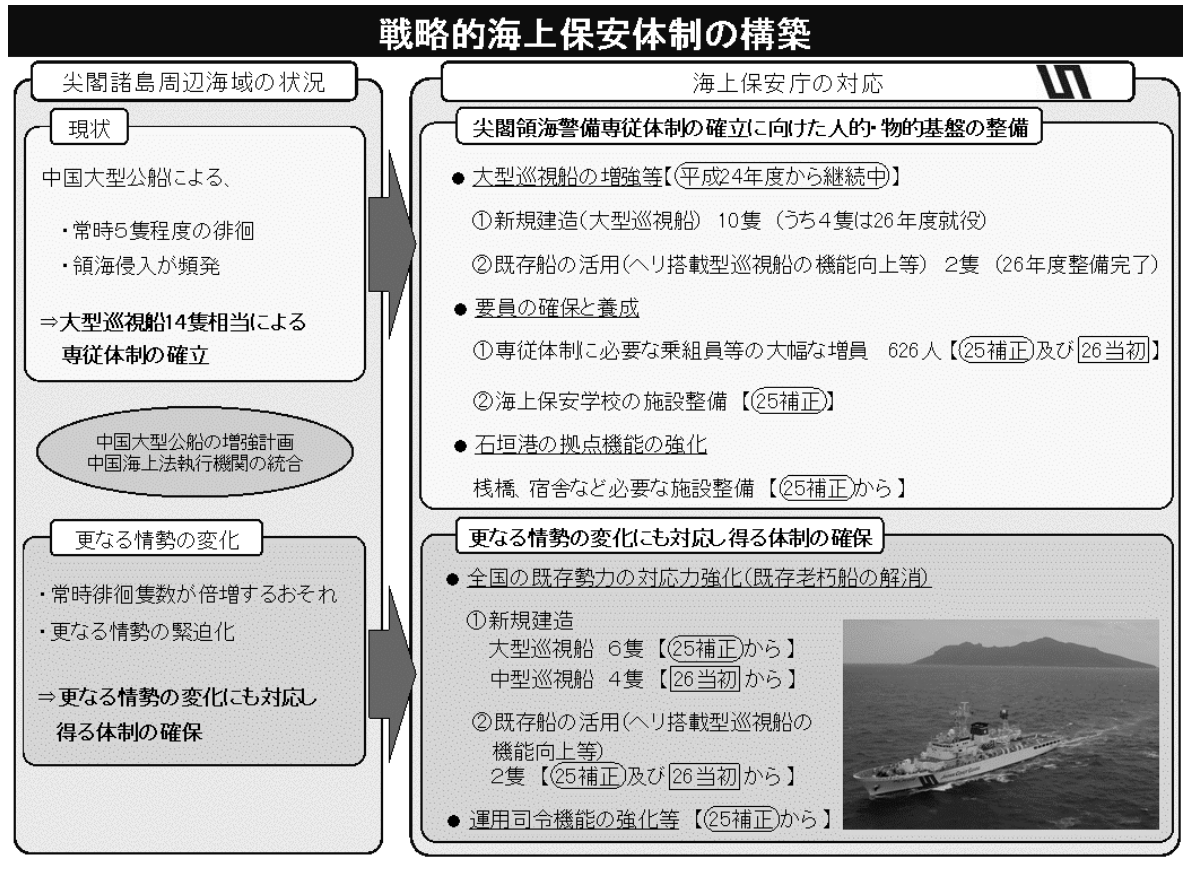 戦略的海上保安体制の構築
尖閣諸島周辺海域の状況
現状
中国大型公船による、
・常時5隻程度の徘徊
・領海侵入が頻発
⇒大型巡視船14隻相当による
専従体制の確立
中国大型公船の増強計画
中国海上法執行機関の統合
更なる情勢の変化
・常時徘徊隻数が倍増するおそれ
・更なる情勢の緊迫化
⇒更なる情勢の変化にも対応し
得る体制の確保
海上保安庁の対応
尖閣領海警備専従体制の確立に向けた人的・物的基盤の整備
● 大型巡視船の増強等【平成24年度から継続中】
①新規建造(大型巡視船) 10隻 (うち4隻は26年度就役)
②既存船の活用(ヘリ搭載型巡視船の機能向上等) 2隻 (26年度整備完了)
● 要員の確保と養成
①専従体制に必要な乗組員等の大幅な増員 626人【25補正及び26当初】
②海上保安学校の施設整備【25補正】
● 石垣港の拠点機能の強化
桟橋、宿舎など必要な施設整備【25補正から】
更なる情勢の変化にも対応し得る体制の確保
● 全国の既存勢力の対応力強化(既存老朽船の解消)
①新規建造
大型巡視船 6隻【25補正から】
中型巡視船 4隻【26当初から】
②既存船の活用(ヘリ搭載型巡視船の
機能向上等)
2隻【25補正及び26当初から】
● 運用司令機能の強化等【25補正から】
JAPAN COAST GUARD